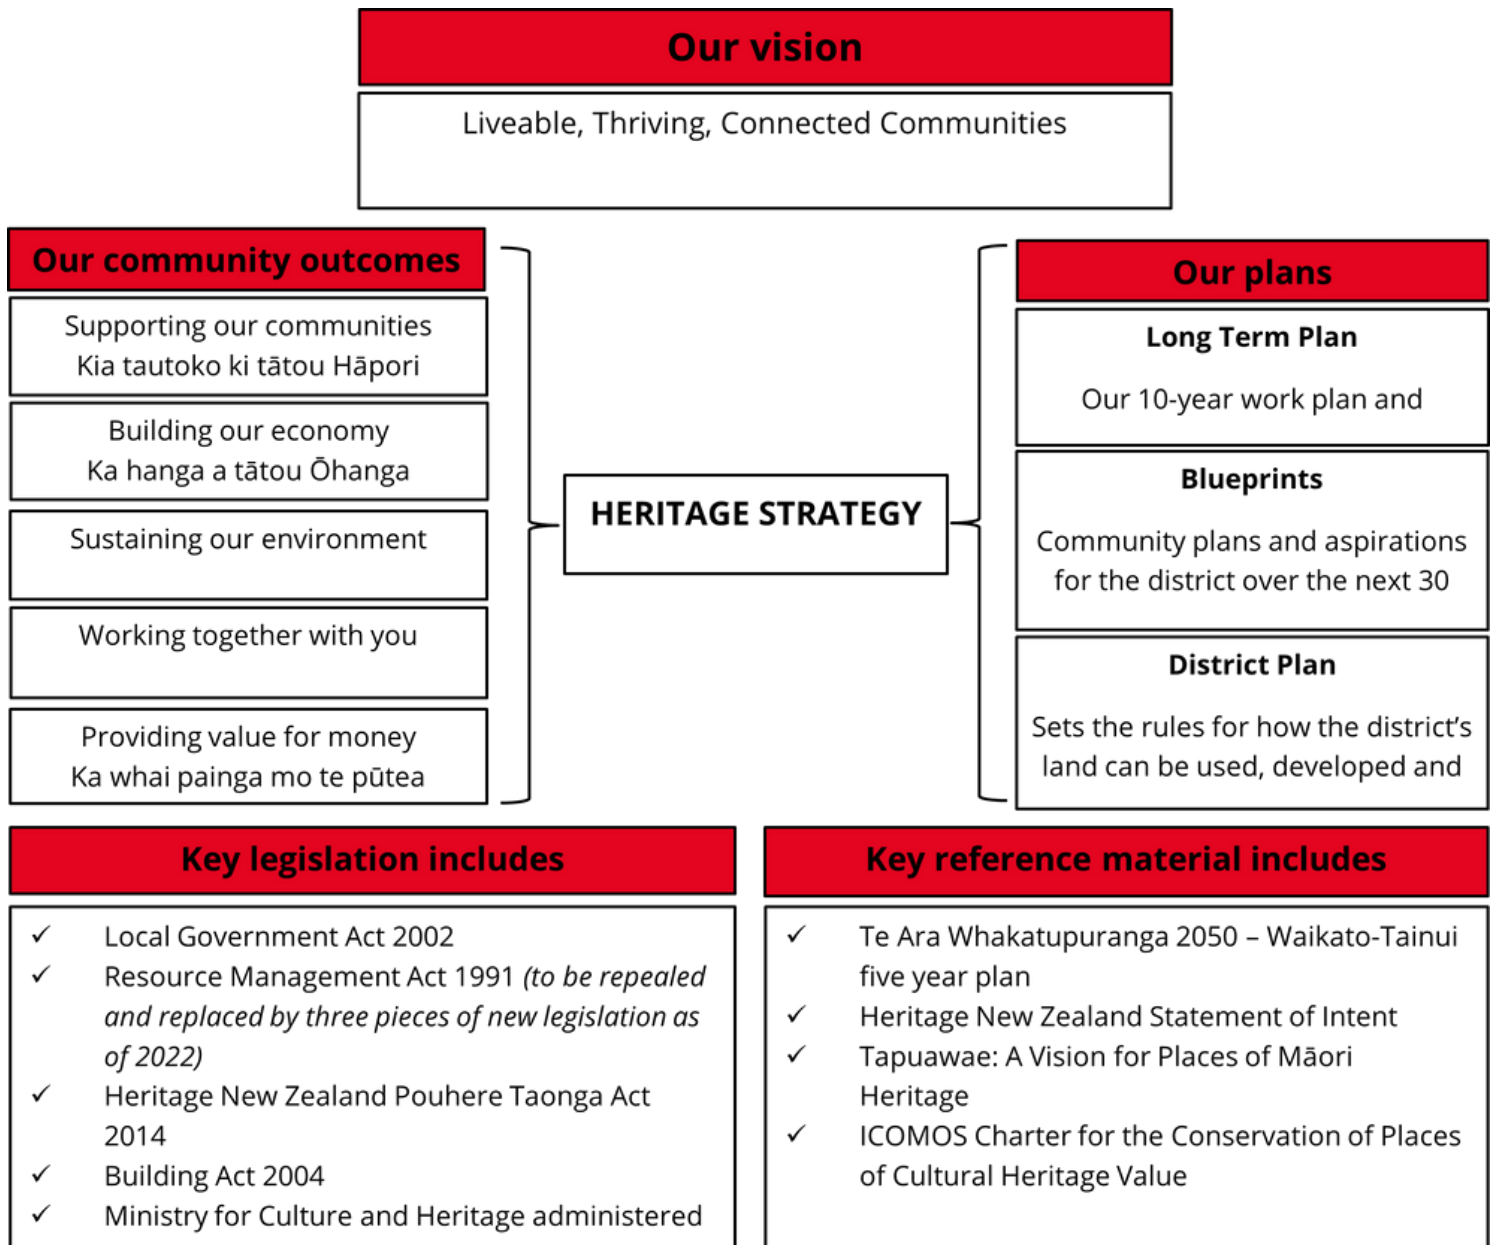 Our vision
Liveable, Thriving, Connected Communities
Our community outcomes
Supporting our communities
Kia tautoko ki tātou Hāpori
Building our economy
Ka hanga a tātou Ōhanga
Sustaining our environment
Working together with you
Providing value for money
Ka whai painga mo te pūtea
HERITAGE STRATEGY
Our plans
Long Term Plan
Our 10-year work plan and
Blueprints
Community plans and aspirations
for the district over the next 30
District Plan
Sets the rules for how the district’s
land can be used, developed and
Key legislation includes
✓ Local Government Act 2002
✓ Resource Management Act 1991 (to be repealed
and replaced by three pieces of new legislation as
of 2022)
✓ Heritage New Zealand Pouhere Taonga Act
2014
✓ Building Act 2004
✓ Ministry for Culture and Heritage administered
Key reference material includes
✓ Te Ara Whakatupuranga 2050 – Waikato-Tainui
five year plan
✓ Heritage New Zealand Statement of Intent
✓ Tapuawae: A Vision for Places of Māori
Heritage
✓ ICOMOS Charter for the Conservation of Places
of Cultural Heritage Value